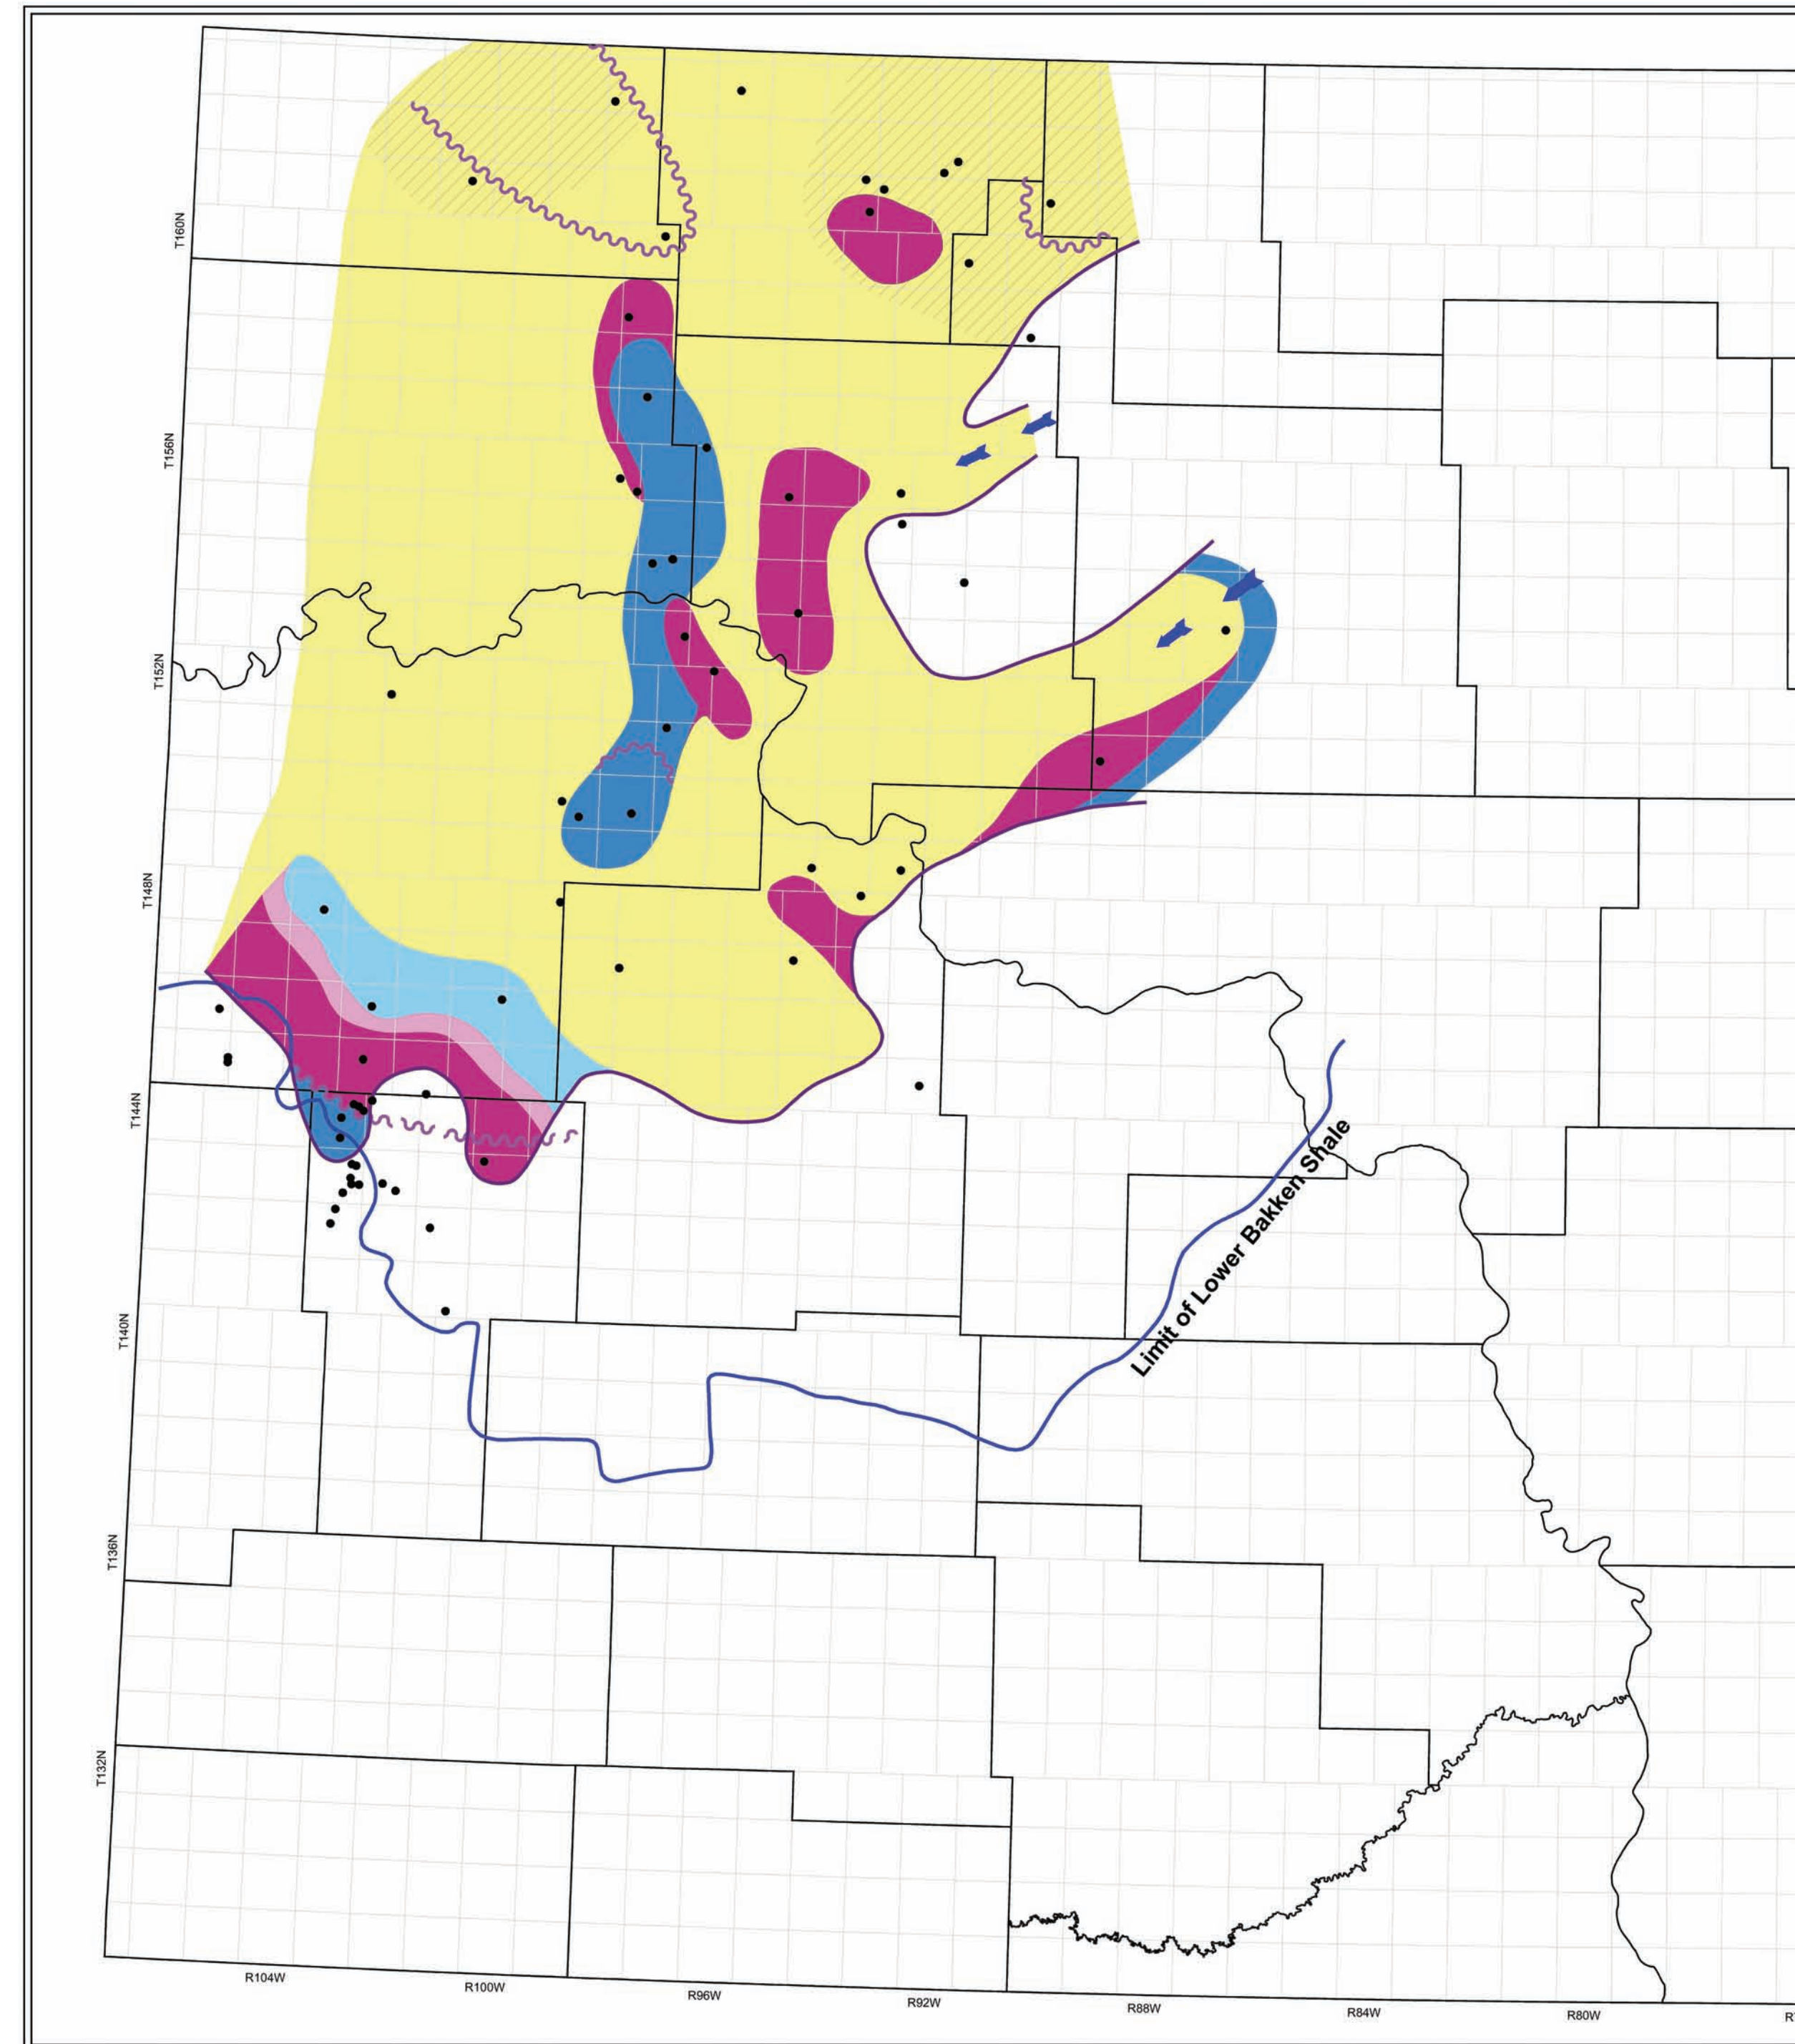 T160N
T156N
T152N
T148N
T144N
T140N
T136N
T132N
Limit of Lower Bakken Shale
R104W
R100W
R96W
R92W
R88W
R84W
R80W